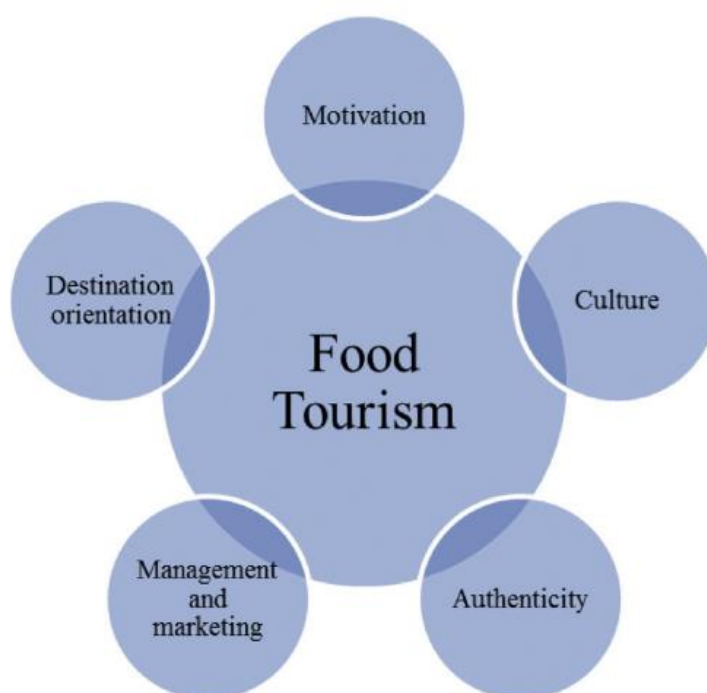 Motivation
Culture
Authenticity
Management
and
marketing
Destination
orientation
Food
Tourism